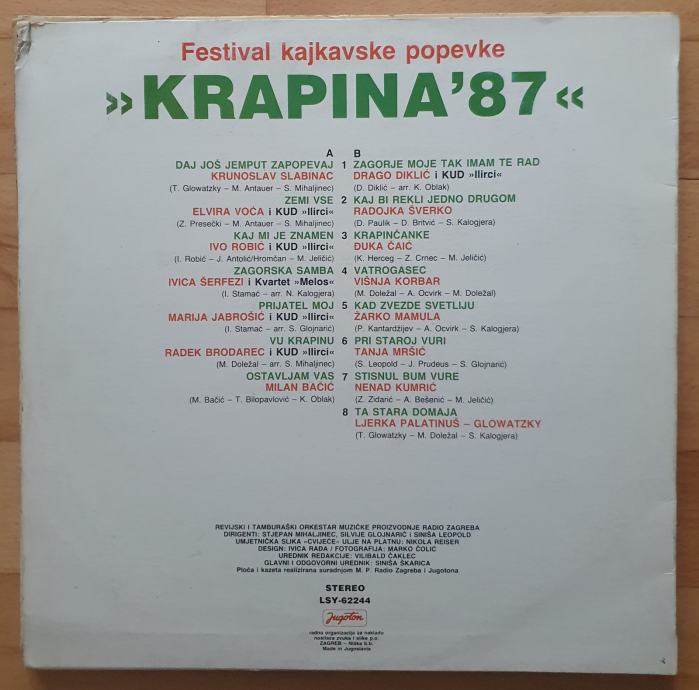 Festival kajkavske popevke
»KRAPINA'87«
A
DAJ JOŠ JEMPUT ZAPOPEVAJ 1
KRUNOSLAV SLABINAC
(T. Glowatzky – M. Antauer – S. Mihaljinec)
ZEMI VSE 2
ELVIRA VOĆA i KUD »Ilirci«
(Z. Presečki – M. Antauer – S. Mihaljinec)
KAJ MI JE ZNAMEN 3
IVO ROBIĆ i KUD »Ilirci«
(I. Robić – J. Antolić/Hromčan – M. Jeličić)
ZAGORSKA SAMBA 4
IVICA ŠERFEZI i Kvartet »Melos«
(I. Stamać – arr. N. Kalogjera)
PRIJATEL MOJ 5
MARIJA JABROŠIĆ i KUD »Ilirci«
(I. Stamać – arr. S. Glojnarić)
VU KRAPINU 6
RADEK BRODAREC i KUD »Ilirci«
(M. Doležal – arr. S. Mihaljinec)
OSTAVLJAM VAS 7
MILAN BAČIĆ
(M. Bačić – T. Bilopavlović – K. Oblak)
B
ZAGORJE MOJE TAK IMAM TE RAD
DRAGO DIKLIĆ i KUD »Ilirci«
(D. Diklić – arr. K. Oblak)
KAJ BI REKLI JEDNO DRUGOM
RADOJKA ŠVERKO
(D. Paulik – D. Britvić – S. Kalogjera)
KRAPINČANKE
ĐUKA ČAIĆ
(K. Herceg – Z. Crnec – M. Jeličić)
VATROGASEC
VIŠNJA KORBAR
(M. Doležal – A. Ocvirk – M. Doležal)
KAD ZVEZDE SVETLIJU
ŽARKO MAMULA
(P. Kantardžijev – A. Ocvirk – S. Kalogjera)
PRI STAROJ VURI
TANJA MRŠIĆ
(S. Leopold – J. Prudeus – S. Glojnarić)
STISNUL BUM VURE
NENAD KUMRIĆ
(Z. Zidarić – A. Bešenić – M. Jeličić)
8 TA STARA DOMAJA
LJERKA PALATINUŠ – GLOWATZKY
(T. Glowatzky – M. Doležal – S. Kalogjera)
REVIJSKI I TAMBURAŠKI ORKESTAR MUZIČKE PROIZVODNJE RADIO ZAGREBA
DIRIGENTI: STJEPAN MIHALJINEC, SILVIJE GLOJNARIĆ I SINIŠA LEOPOLD
UMJETNIČKA SLIKA »CVIJEĆE« ULJE NA PLATNU: NIKOLA REISER
DESIGN: IVICA RADA / FOTOGRAFIJA: MARKO ČOLIĆ
UREDNIK REDAKCIJE: VILIBALD ČAKLEC
GLAVNI I ODGOVORNI UREDNIK: SINIŠA ŠKARICA
Ploča i kazeta realizirana suradnjom M. P. Radio Zagreba i Jugotona
STEREO
LSY-62244
Jugoton
radna organizacija za nakladu
nosilaca zvuka i slike p.o.
ZAGREB – Niška b.b.
Made in Jugoslavia